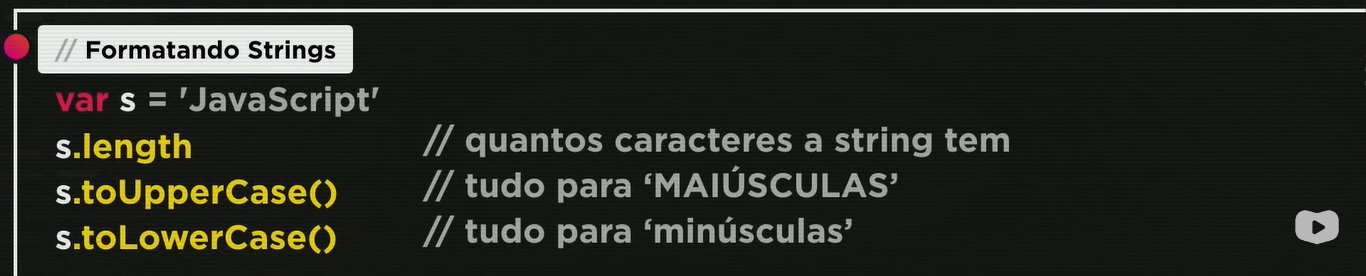 // Formatando Strings
var s = 'JavaScript'
s.length // quantos caracteres a string tem
s.toUpperCase() // tudo para ‘MAIÚSCULAS’
s.toLowerCase() // tudo para ‘minúsculas’